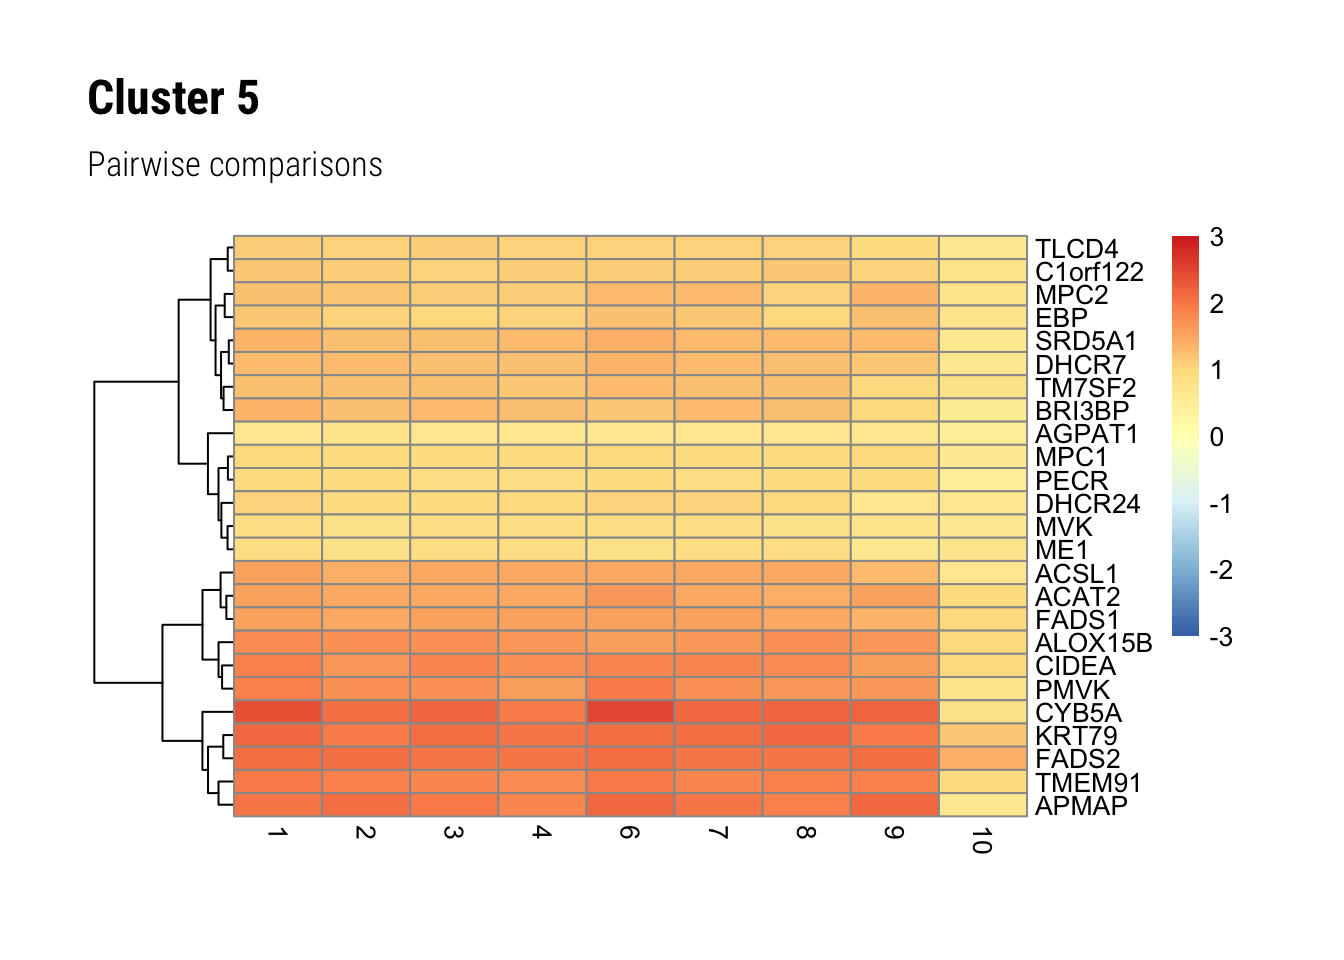 Cluster 5
Pairwise comparisons
TLCD4
C1orf122
MPC2
EBP
SRD5A1
DHCR7
TM7SF2
BRI3BP
AGPAT1
MPC1
PECR
DHCR24
MVK
ME1
ACSL1
ACAT2
FADS1
ALOX15B
CIDEA
PMVK
CYB5A
KRT79
FADS2
TMEM91
APMAP
3
2
1
0
-1
-2
-3
1 2 3 4 6 7 8 9 10